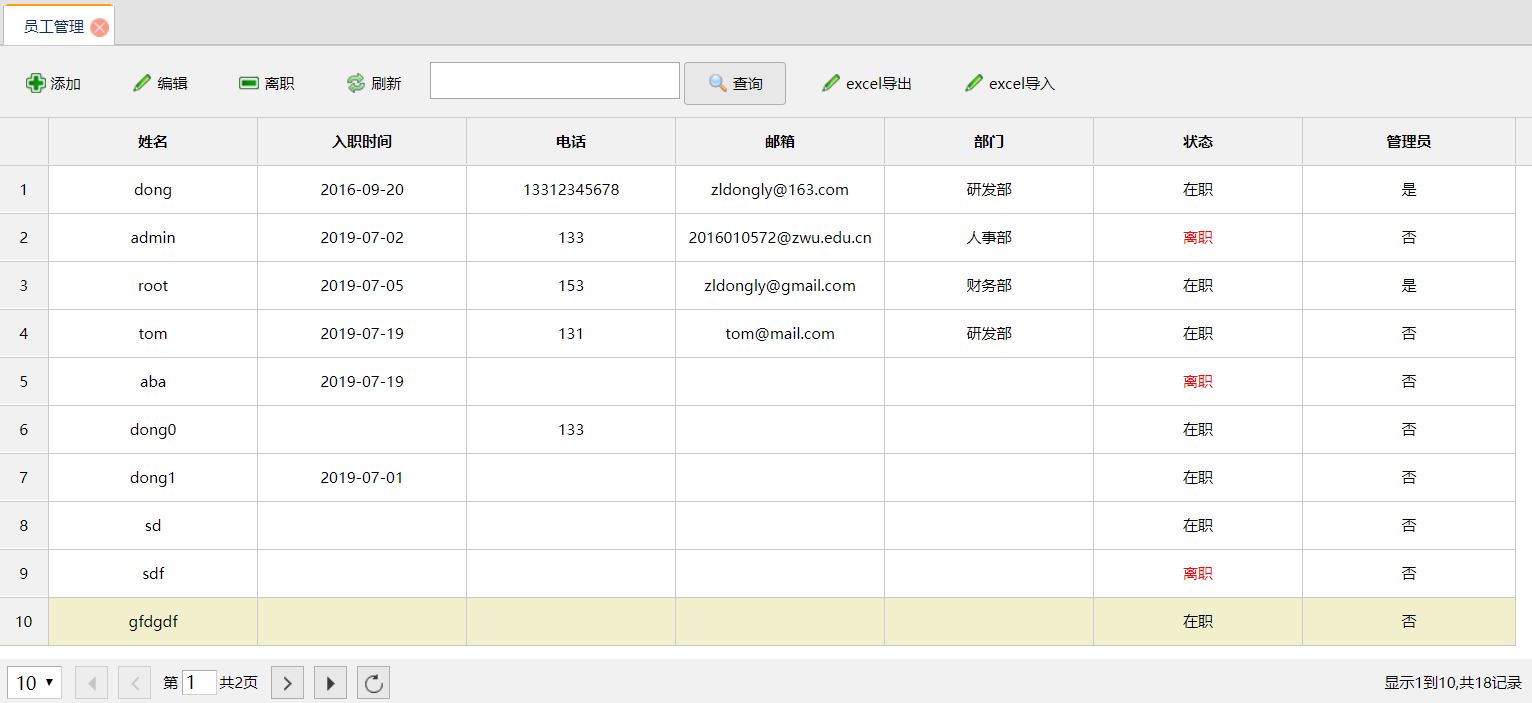 员工管理
添加 编辑 离职 刷新 查询 excel导出 excel导入
姓名 入职时间 电话 邮箱 部门 状态 管理员
1 dong 2016-09-20 13312345678 zldongly@163.com 研发部 在职 是
2 admin 2019-07-02 133 2016010572@zwu.edu.cn 人事部 离职 否
3 root 2019-07-05 153 zldongly@gmail.com 财务部 在职 是
4 tom 2019-07-19 131 tom@mail.com 研发部 在职 否
5 aba 2019-07-19 离职 否
6 dong0 133 在职 否
7 dong1 2019-07-01 在职 否
8 sd 在职 否
9 sdf 离职 否
10 gfdgdf 在职 否
10 第 1 共2页 显示1到10,共18记录